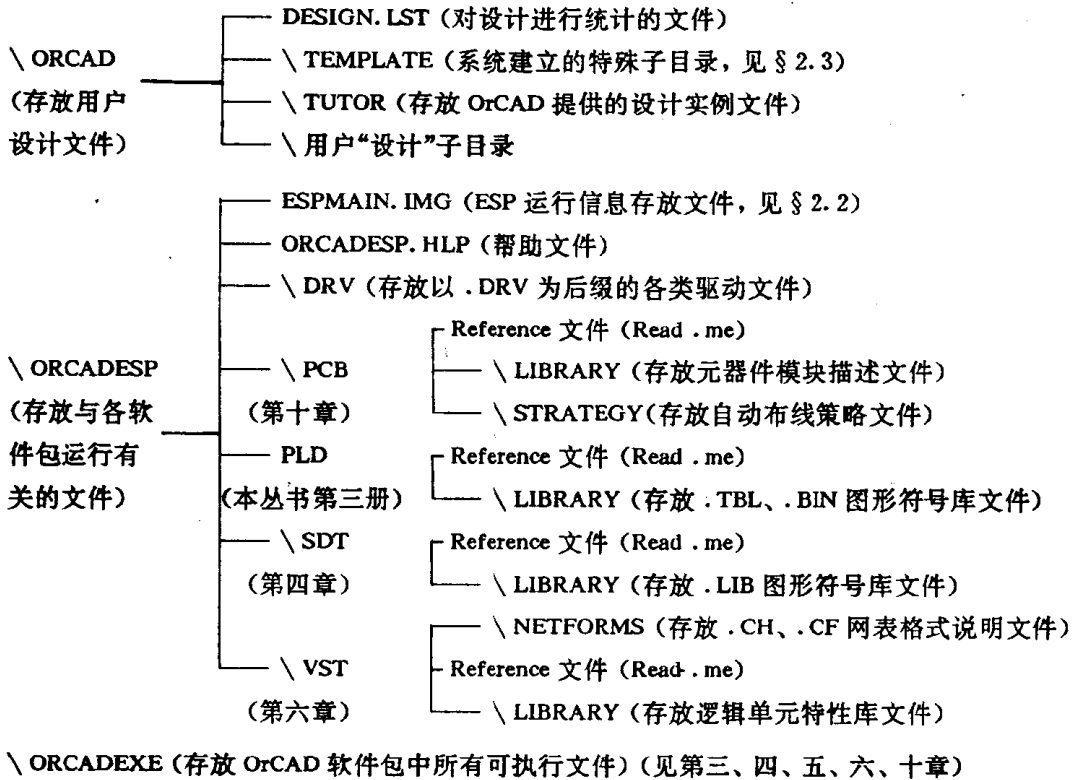 DESIGN. LST (对设计进行统计的文件)
\ ORCAD
\ TEMPLATE (系统建立的特殊子目录, 见 § 2. 3)
(存放用户
\ TUTOR (存放 OrCAD 提供的设计实例文件)
设计文件)
\ 用户“设计”子目录
ESPMAIN. IMG (ESP 运行信息存放文件, 见 § 2. 2)
ORCADESP. HLP (帮助文件)
\ DRV (存放以 . DRV 为后缀的各类驱动文件)
Reference 文件 (Read . me)
\ ORCADESP
\ PCB
\ LIBRARY (存放元器件模块描述文件)
(存放与各软
(第十章)
\ STRATEGY(存放自动布线策略文件)
件包运行有
PLD
Reference 文件 (Read . me)
关的文件)
(本丛书第三册)
\ LIBRARY (存放 . TBL、. BIN 图形符号库文件)
\ SDT
Reference 文件 (Read . me)
(第四章)
\ LIBRARY (存放 . LIB 图形符号库文件)
\ NETFORMS (存放 . CH、. CF 网表格式说明文件)
\ VST
Reference 文件 (Read . me)
(第六章)
\ LIBRARY (存放逻辑单元特性库文件)
\ ORCADEXE (存放 OrCAD 软件包中所有可执行文件) (见第三、四、五、六、十章)